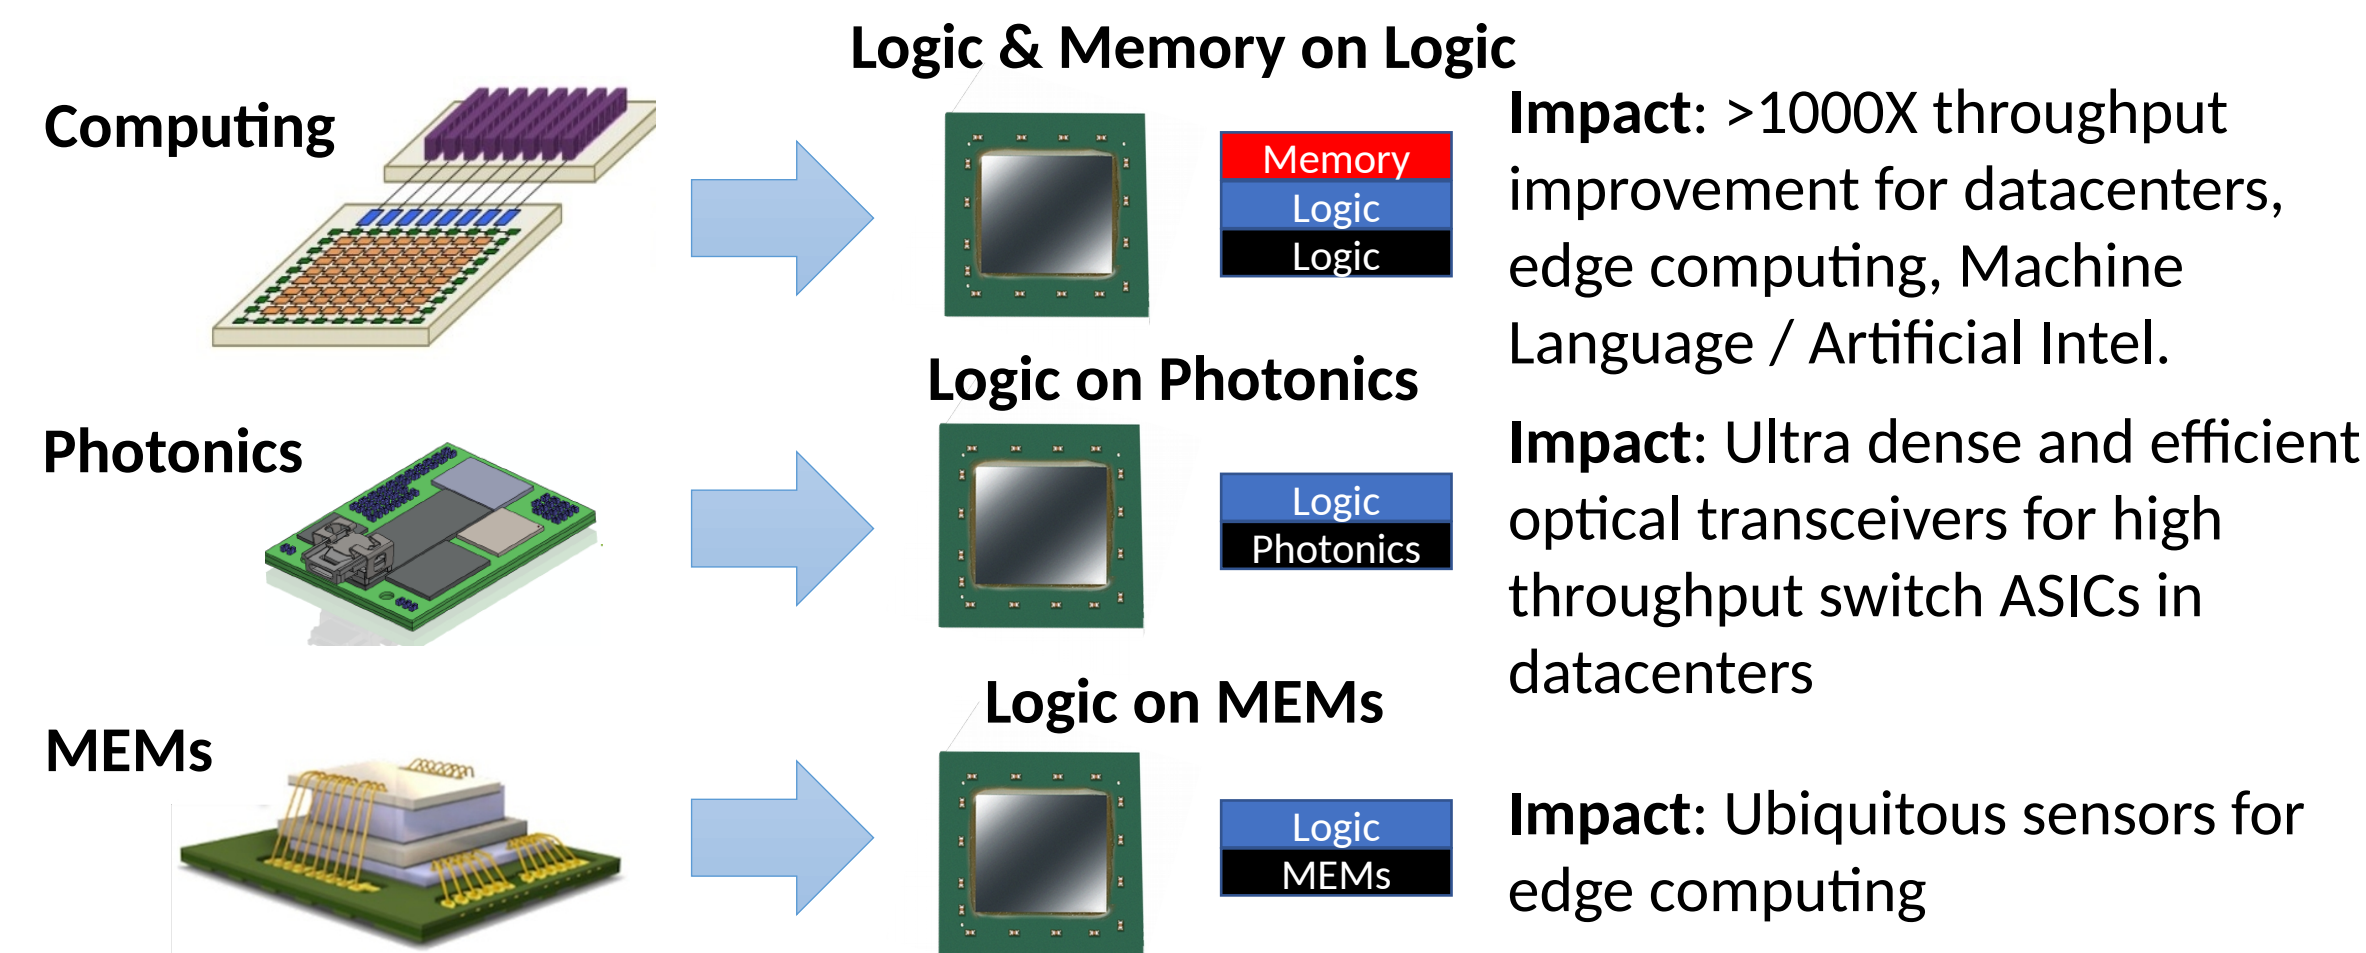 Logic & Memory on Logic
Computing
Memory
Logic
Logic
Impact: >1000X throughput
improvement for datacenters,
edge computing, Machine
Language / Artificial Intel.
Logic on Photonics
Photonics
Logic
Photonics
Impact: Ultra dense and efficient
optical transceivers for high
throughput switch ASICs in
datacenters
Logic on MEMs
MEMs
Logic
MEMs
Impact: Ubiquitous sensors for
edge computing